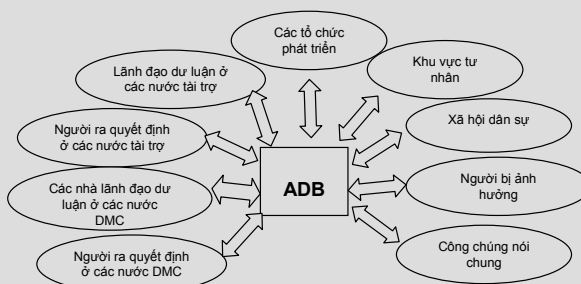 Các tổ chức
phát triển
Lãnh đạo dư luận ở
các nước tài trợ
Khu vực tư
nhân
Người ra quyết định
ở các nước tài trợ
Xã hội dân sự
Các nhà lãnh đạo dư
luận ở các nước
DMC
ADB
Người bị ảnh
hưởng
Người ra quyết định
ở các nước DMC
Công chúng nói
chung